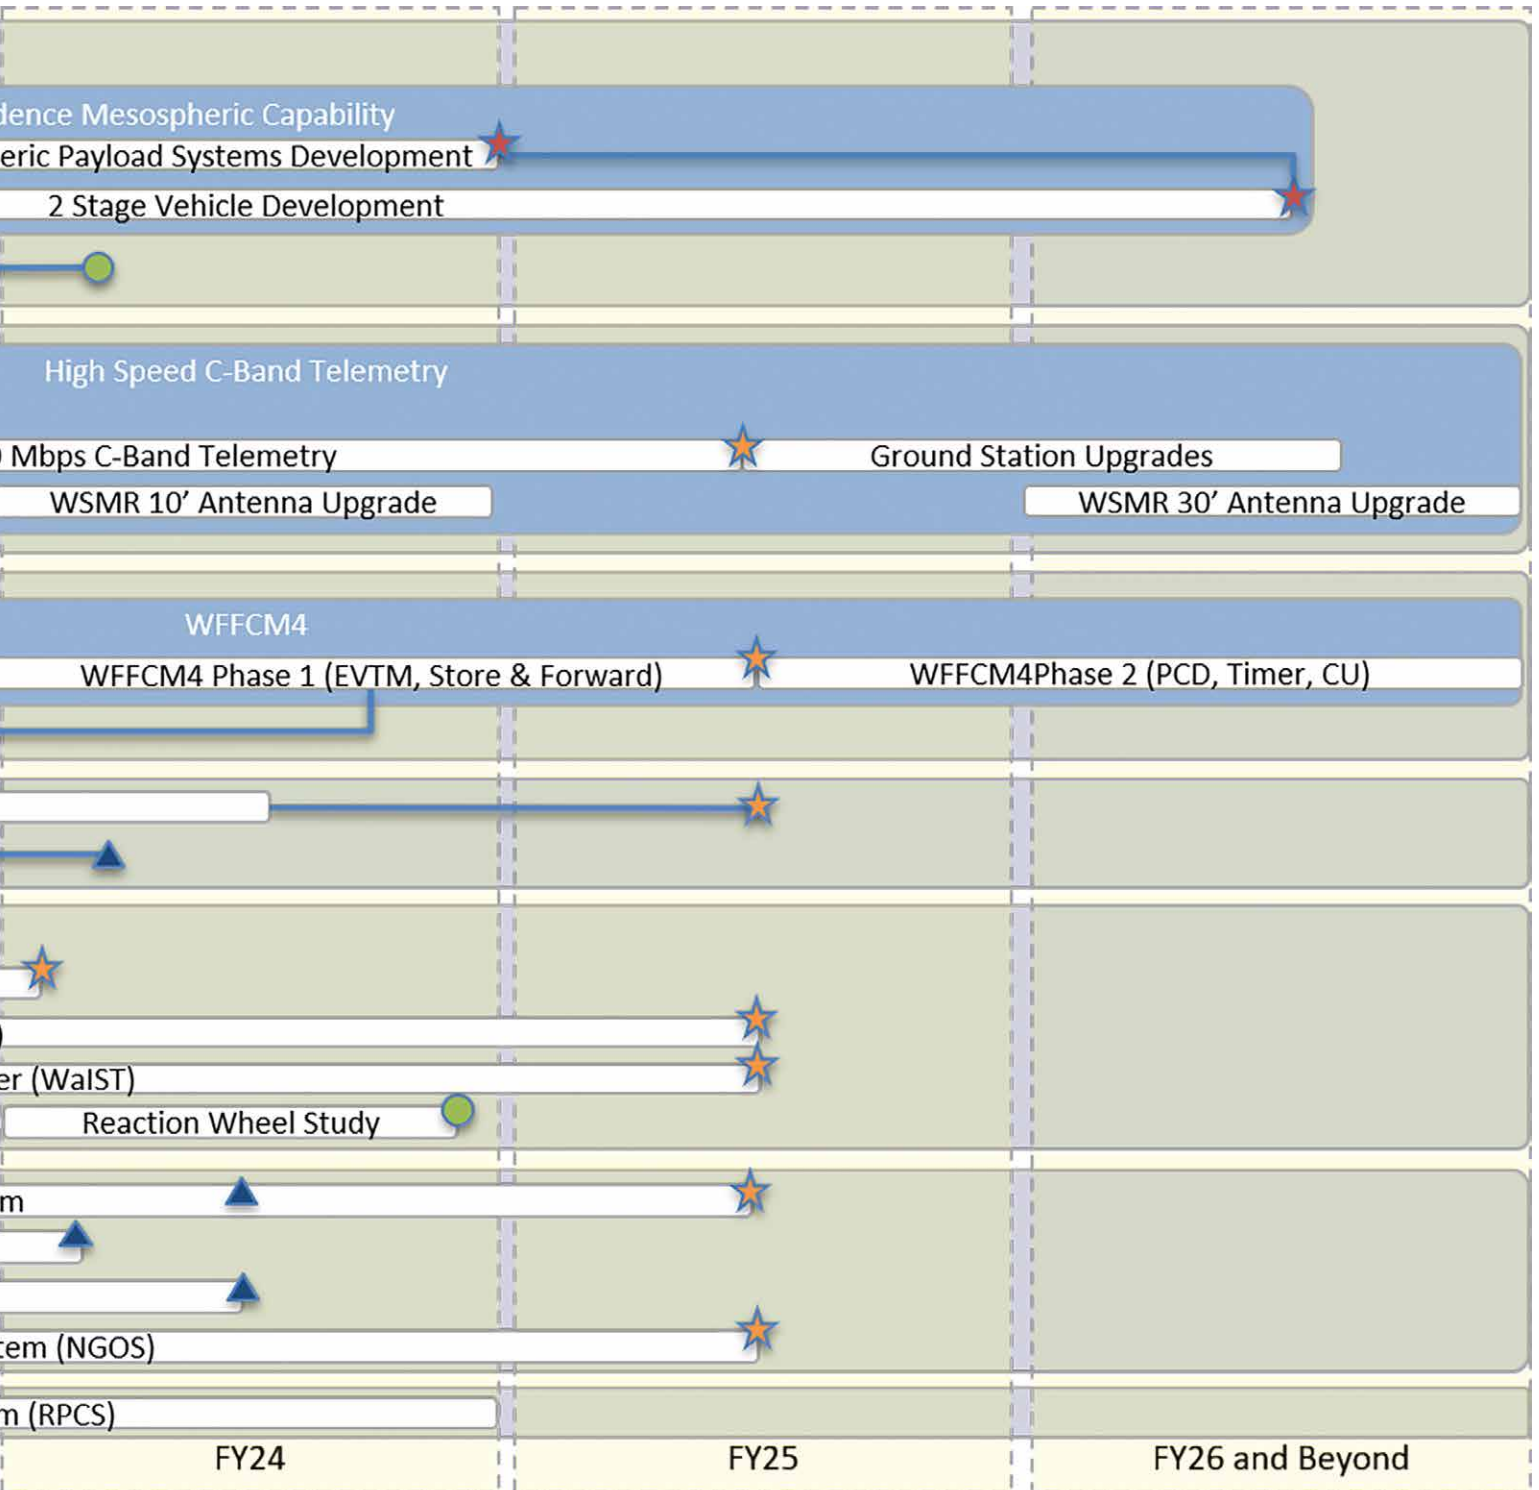 dence Mesospheric Capability
eric Payload Systems Development
2 Stage Vehicle Development
High Speed C-Band Telemetry
Mbps C-Band Telemetry
Ground Station Upgrades
WSMR 10’ Antenna Upgrade
WSMR 30’ Antenna Upgrade
WFFCM4
WFFCM4 Phase 1 (EVTM, Store & Forward)
WFFCM4Phase 2 (PCD, Timer, CU)
)
er (WaIST)
Reaction Wheel Study
m
tem (NGOS)
m (RPCS)
FY24
FY25
FY26 and Beyond